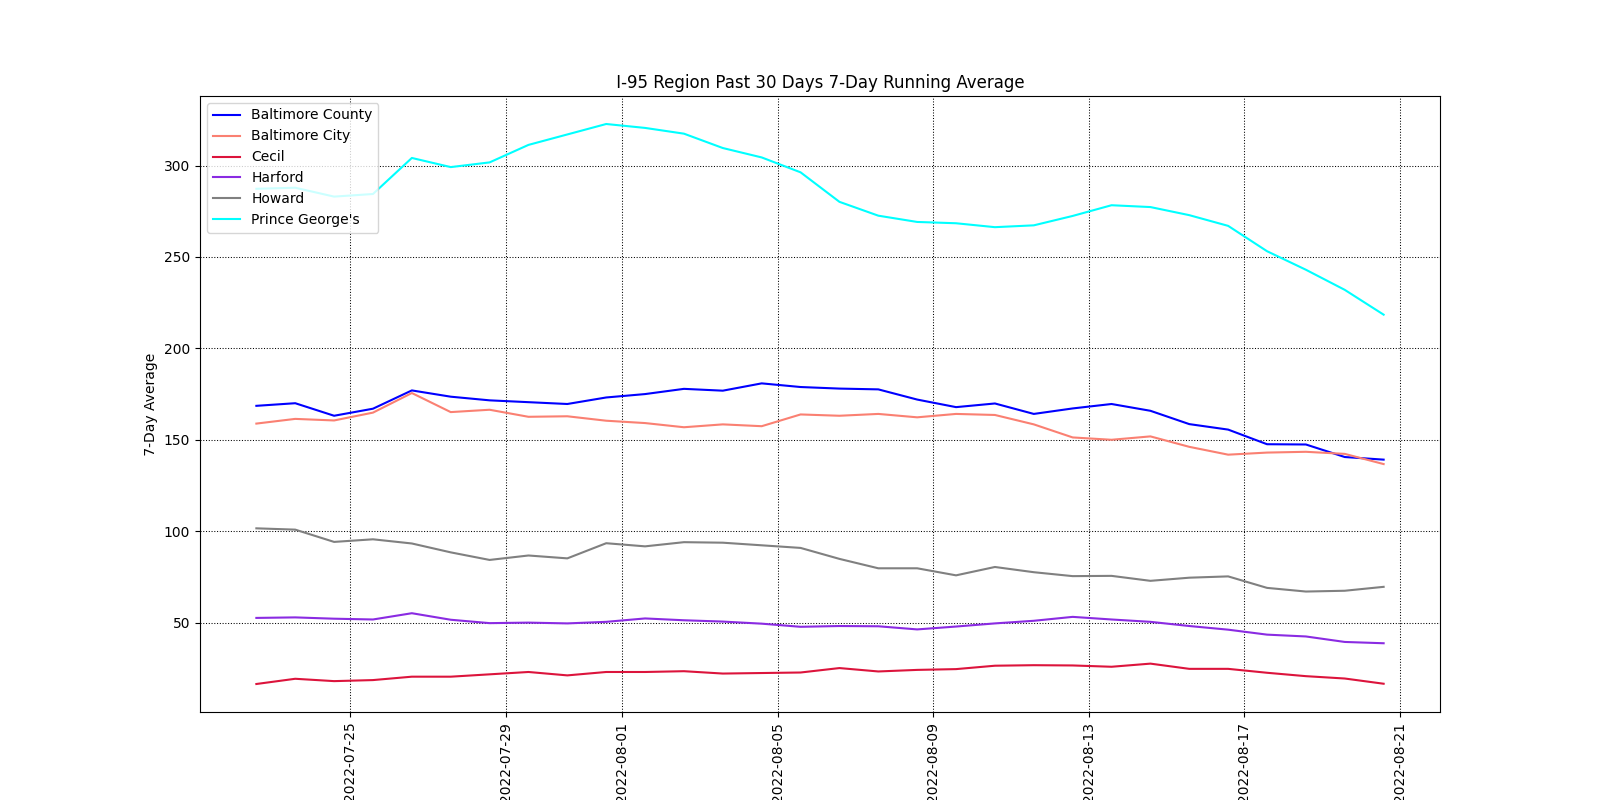 I-95 Region Past 30 Days 7-Day Running Average
Baltimore County
Baltimore City
Cecil
Harford
Howard
Prince George's
300
250
200
150
100
50
7-Day Average
2022-07-25
2022-07-29
2022-08-01
2022-08-05
2022-08-09
2022-08-13
2022-08-17
2022-08-21